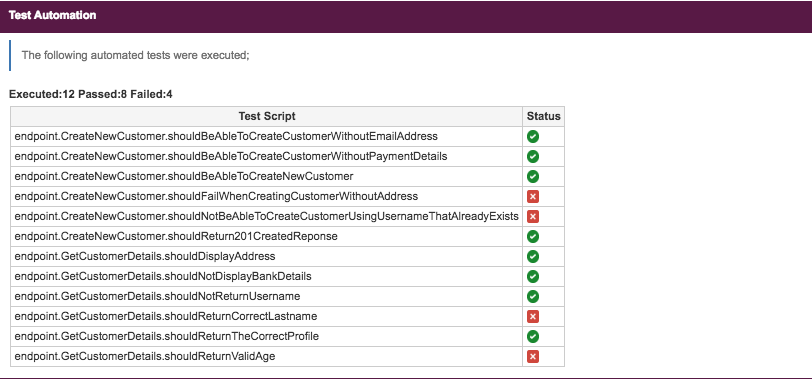 Test Automation
The following automated tests were executed;
Executed:12 Passed:8 Failed:4
Test Script Status
endpoint.CreateNewCustomer.shouldBeAbleToCreateCustomerWithoutEmailAddress
endpoint.CreateNewCustomer.shouldBeAbleToCreateCustomerWithoutPaymentDetails
endpoint.CreateNewCustomer.shouldBeAbleToCreateNewCustomer
endpoint.CreateNewCustomer.shouldFailWhenCreatingCustomerWithoutAddress
endpoint.CreateNewCustomer.shouldNotBeAbleToCreateCustomerUsingUsernameThatAlreadyExists
endpoint.CreateNewCustomer.shouldReturn201CreatedReponse
endpoint.GetCustomerDetails.shouldDisplayAddress
endpoint.GetCustomerDetails.shouldNotDisplayBankDetails
endpoint.GetCustomerDetails.shouldNotReturnUsername
endpoint.GetCustomerDetails.shouldReturnCorrectLastname
endpoint.GetCustomerDetails.shouldReturnTheCorrectProfile
endpoint.GetCustomerDetails.shouldReturnValidAge